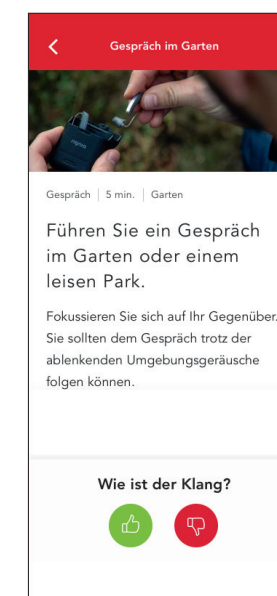 Gespräch im Garten
Gespräch | 5 min. | Garten
Führen Sie ein Gespräch
im Garten oder einem
leisen Park.
Fokussieren Sie sich auf Ihr Gegenüber.
Sie sollten dem Gespräch trotz der
ablenkenden Umgebungsgeräusche
folgen können.
Wie ist der Klang?